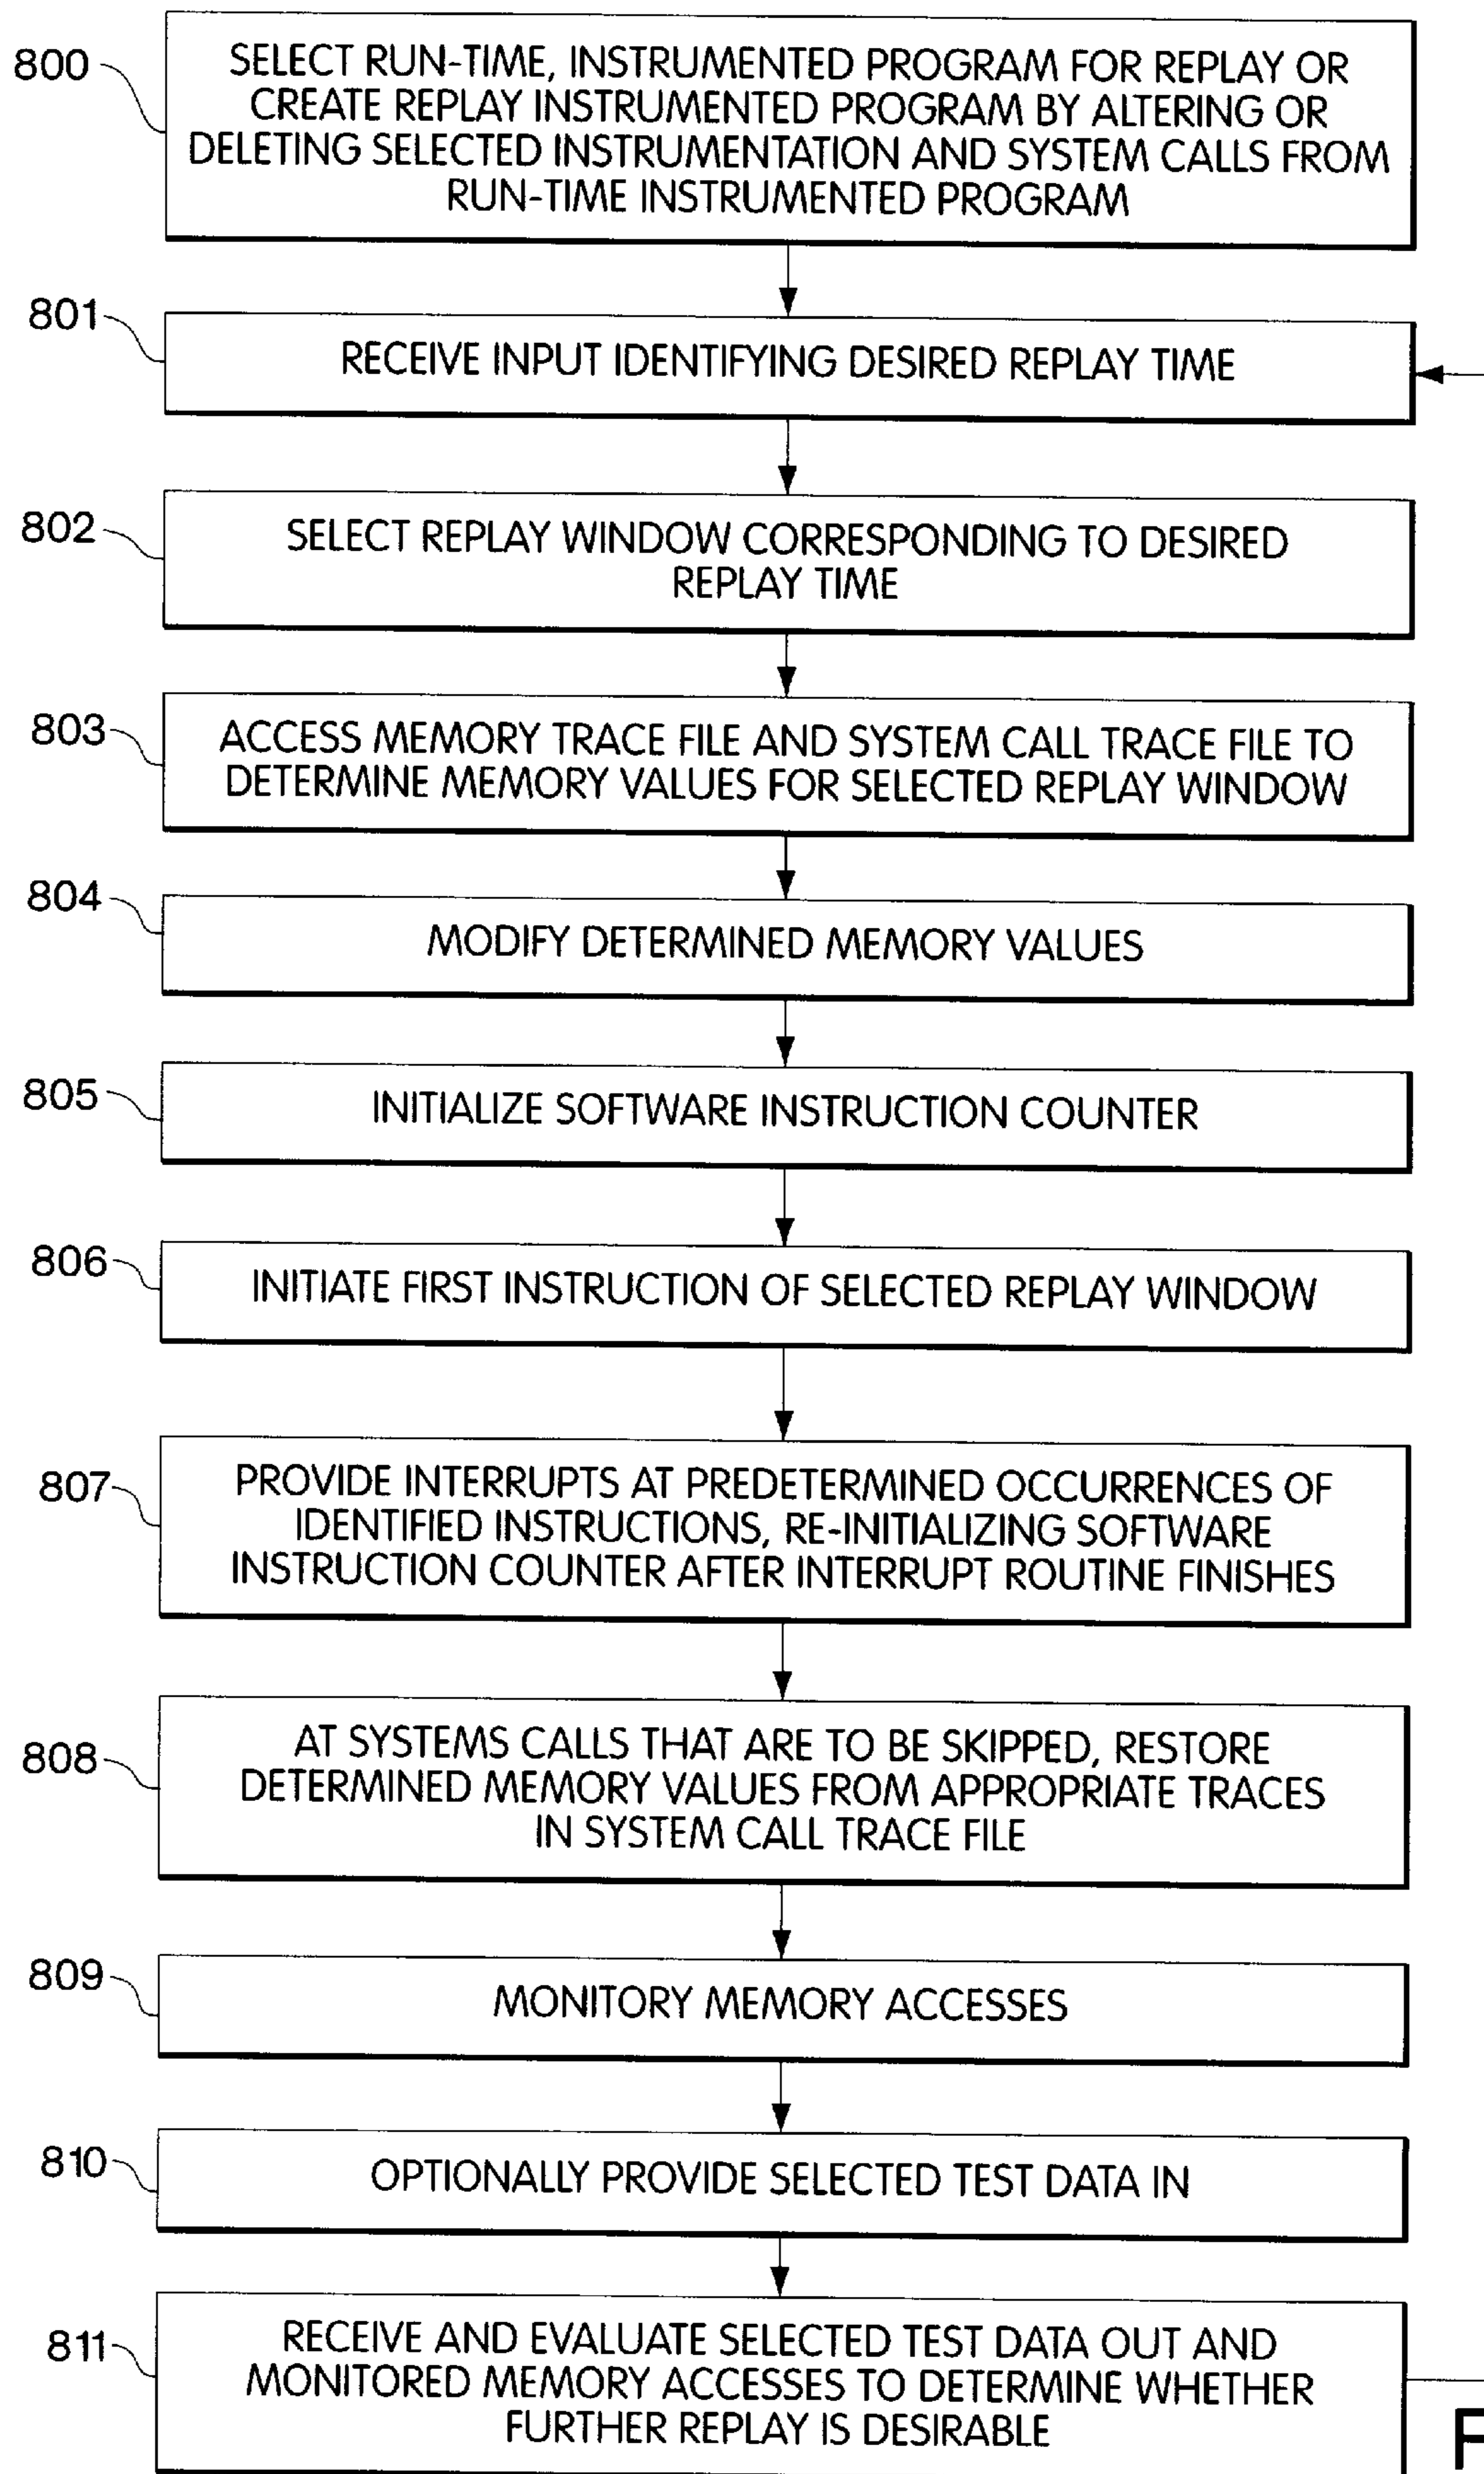 800
SELECT RUN-TIME, INSTRUMENTED PROGRAM FOR REPLAY OR
CREATE REPLAY INSTRUMENTED PROGRAM BY ALTERING OR
DELETING SELECTED INSTRUMENTATION AND SYSTEM CALLS FROM
RUN-TIME INSTRUMENTED PROGRAM
801
RECEIVE INPUT IDENTIFYING DESIRED REPLAY TIME
802
SELECT REPLAY WINDOW CORRESPONDING TO DESIRED
REPLAY TIME
803
ACCESS MEMORY TRACE FILE AND SYSTEM CALL TRACE FILE TO
DETERMINE MEMORY VALUES FOR SELECTED REPLAY WINDOW
804
MODIFY DETERMINED MEMORY VALUES
805
INITIALIZE SOFTWARE INSTRUCTION COUNTER
806
INITIATE FIRST INSTRUCTION OF SELECTED REPLAY WINDOW
807
PROVIDE INTERRUPTS AT PREDETERMINED OCCURRENCES OF
IDENTIFIED INSTRUCTIONS, RE-INITIALIZING SOFTWARE
INSTRUCTION COUNTER AFTER INTERRUPT ROUTINE FINISHES
808
AT SYSTEMS CALLS THAT ARE TO BE SKIPPED, RESTORE
DETERMINED MEMORY VALUES FROM APPROPRIATE TRACES
IN SYSTEM CALL TRACE FILE
809
MONITORY MEMORY ACCESSES
810
OPTIONALLY PROVIDE SELECTED TEST DATA IN
811
RECEIVE AND EVALUATE SELECTED TEST DATA OUT AND
MONITORED MEMORY ACCESSES TO DETERMINE WHETHER
FURTHER REPLAY IS DESIRABLE
F